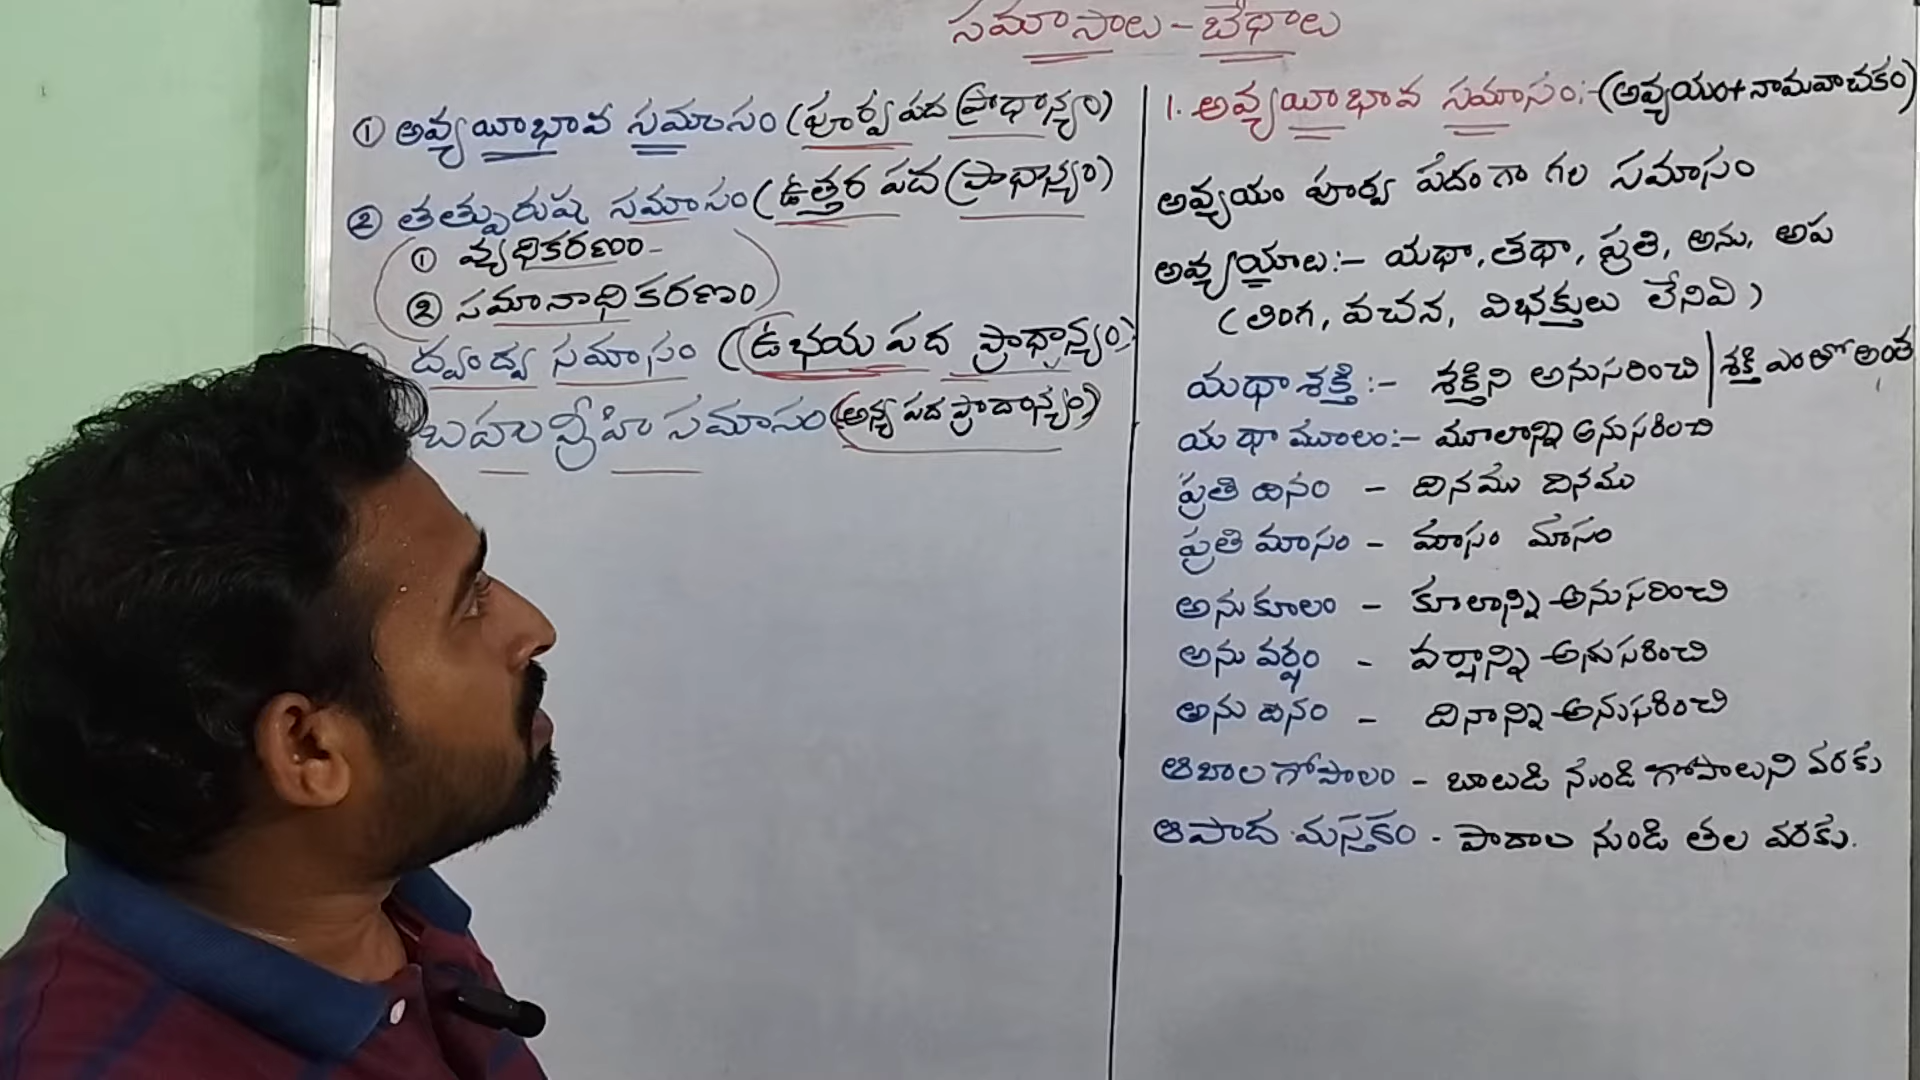 సమాసాలు - బేధాలు
① అవ్యయీభావ సమాసం (పూర్వ పద ప్రాధాన్యం)
② తత్పురుష సమాసం (ఉత్తర పద ప్రాధాన్యం)
① వ్యధికరణం -
② సమానాధికరణం
ద్వంద్వ సమాసం (ఉభయ పద ప్రాధాన్యం)
బహువ్రీహి సమాసం (అన్య పద ప్రాదాన్యం)
1. అవ్యయీభావ సమాసం:- (అవ్యయం + నామవాచకం)
అవ్యయం పూర్వ పదం గా గల సమాసం
అవ్యయాలు:- యథా, తథా, ప్రతి, అను, అప
(లింగ, వచన, విభక్తులు లేనివి)
యథాశక్తి :- శక్తిని అనుసరించి | శక్తి ఎంతో అంత
యథా మూలం:- మూలాన్ని అనుసరించి
ప్రతి దినం - దినము దినము
ప్రతి మాసం - మాసం మాసం
అనుకూలం - కూలాన్ని అనుసరించి
అను వర్షం - వర్షాన్ని అనుసరించి
అను దినం - దినాన్ని అనుసరించి
ఆబాల గోపాలం - బాలుడి నుండి గోపాలుని వరకు
ఆపాద మస్తకం - పాదాల నుండి తల వరకు.